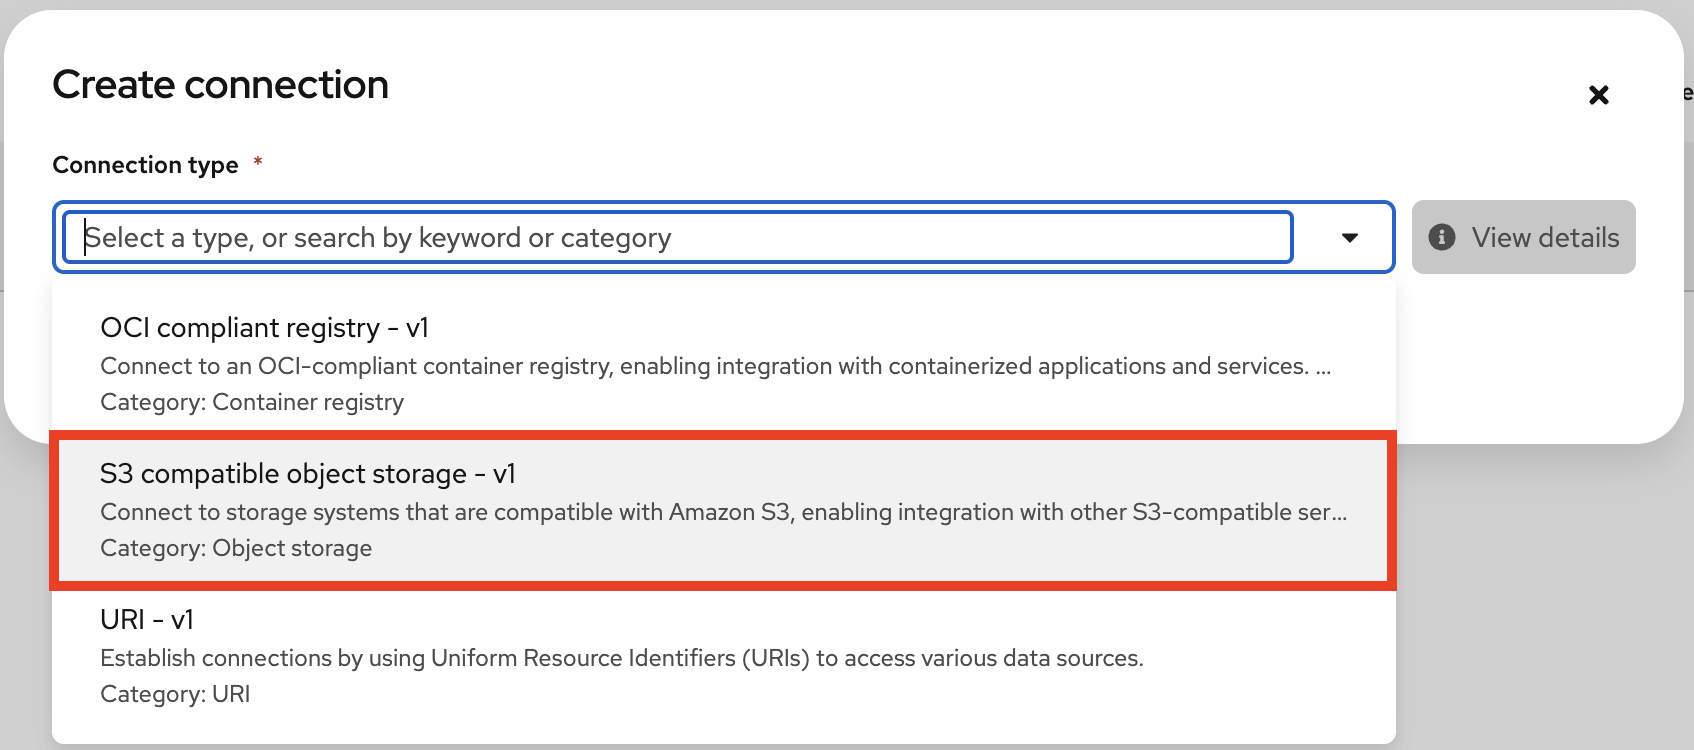 Create connection
Connection type *
Select a type, or search by keyword or category
View details
OCI compliant registry - v1
Connect to an OCI-compliant container registry, enabling integration with containerized applications and services. ...
Category: Container registry
S3 compatible object storage - v1
Connect to storage systems that are compatible with Amazon S3, enabling integration with other S3-compatible ser...
Category: Object storage
URI - v1
Establish connections by using Uniform Resource Identifiers (URIs) to access various data sources.
Category: URI